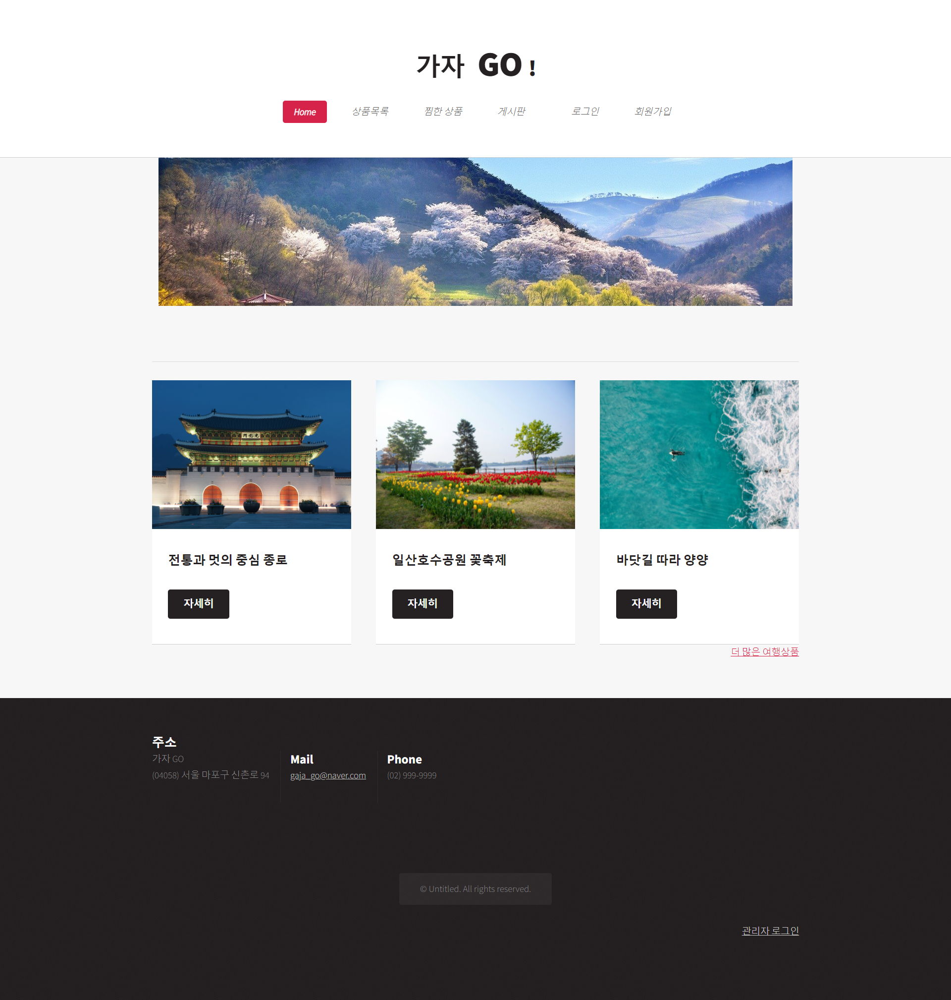 가자 GO !
Home 상품목록 찜한 상품 게시판 로그인 회원가입
光化門
전통과 멋의 중심 종로
자세히
일산호수공원 꽃축제
자세히
바닷길 따라 양양
자세히
더 많은 여행상품
주소
가자 GO
(04058) 서울 마포구 신촌로 94
Mail
gaja_go@naver.com
Phone
(02) 999-9999
© Untitled. All rights reserved.
관리자 로그인